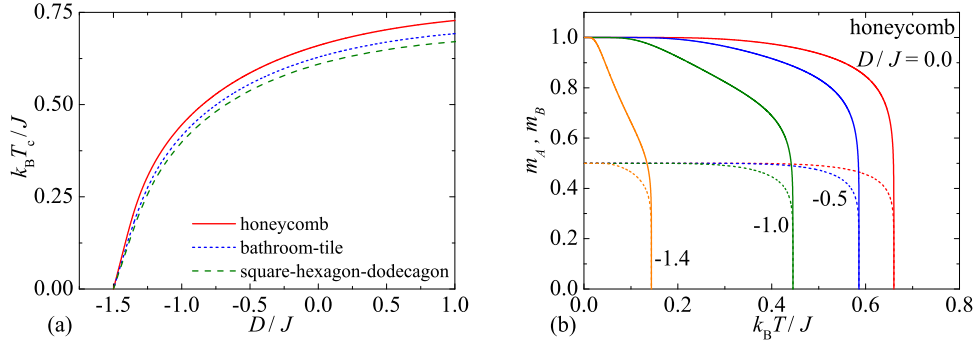 0.75
0.50
0.25
0.00
k_B T_c / J
honeycomb
bathroom-tile
square-hexagon-dodecagon
-1.5 -1.0 -0.5 0.0 0.5 1.0
(a)
D / J
honeycomb
D / J = 0.0
1.0
0.8
0.6
0.4
0.2
0.0
m_A , m_B
-0.5
-1.0
-1.4
0.0 0.2 0.4 0.6 0.8
(b)
k_B T / J